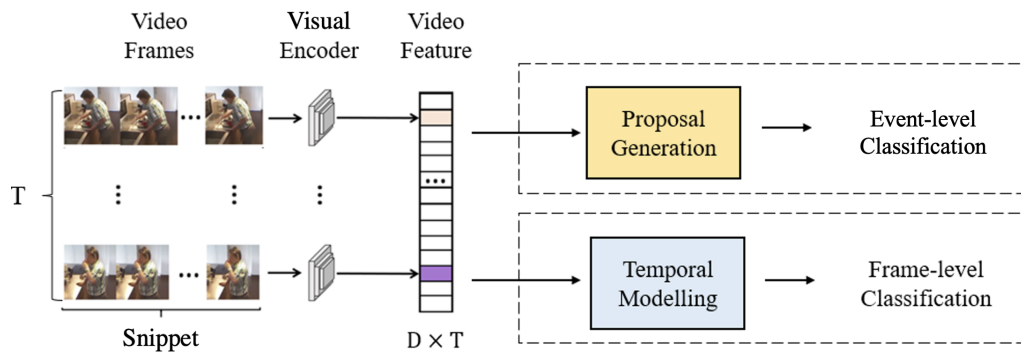 Video
Frames
Visual
Encoder
Video
Feature
T
Snippet
D × T
Proposal
Generation
Event-level
Classification
Temporal
Modelling
Frame-level
Classification